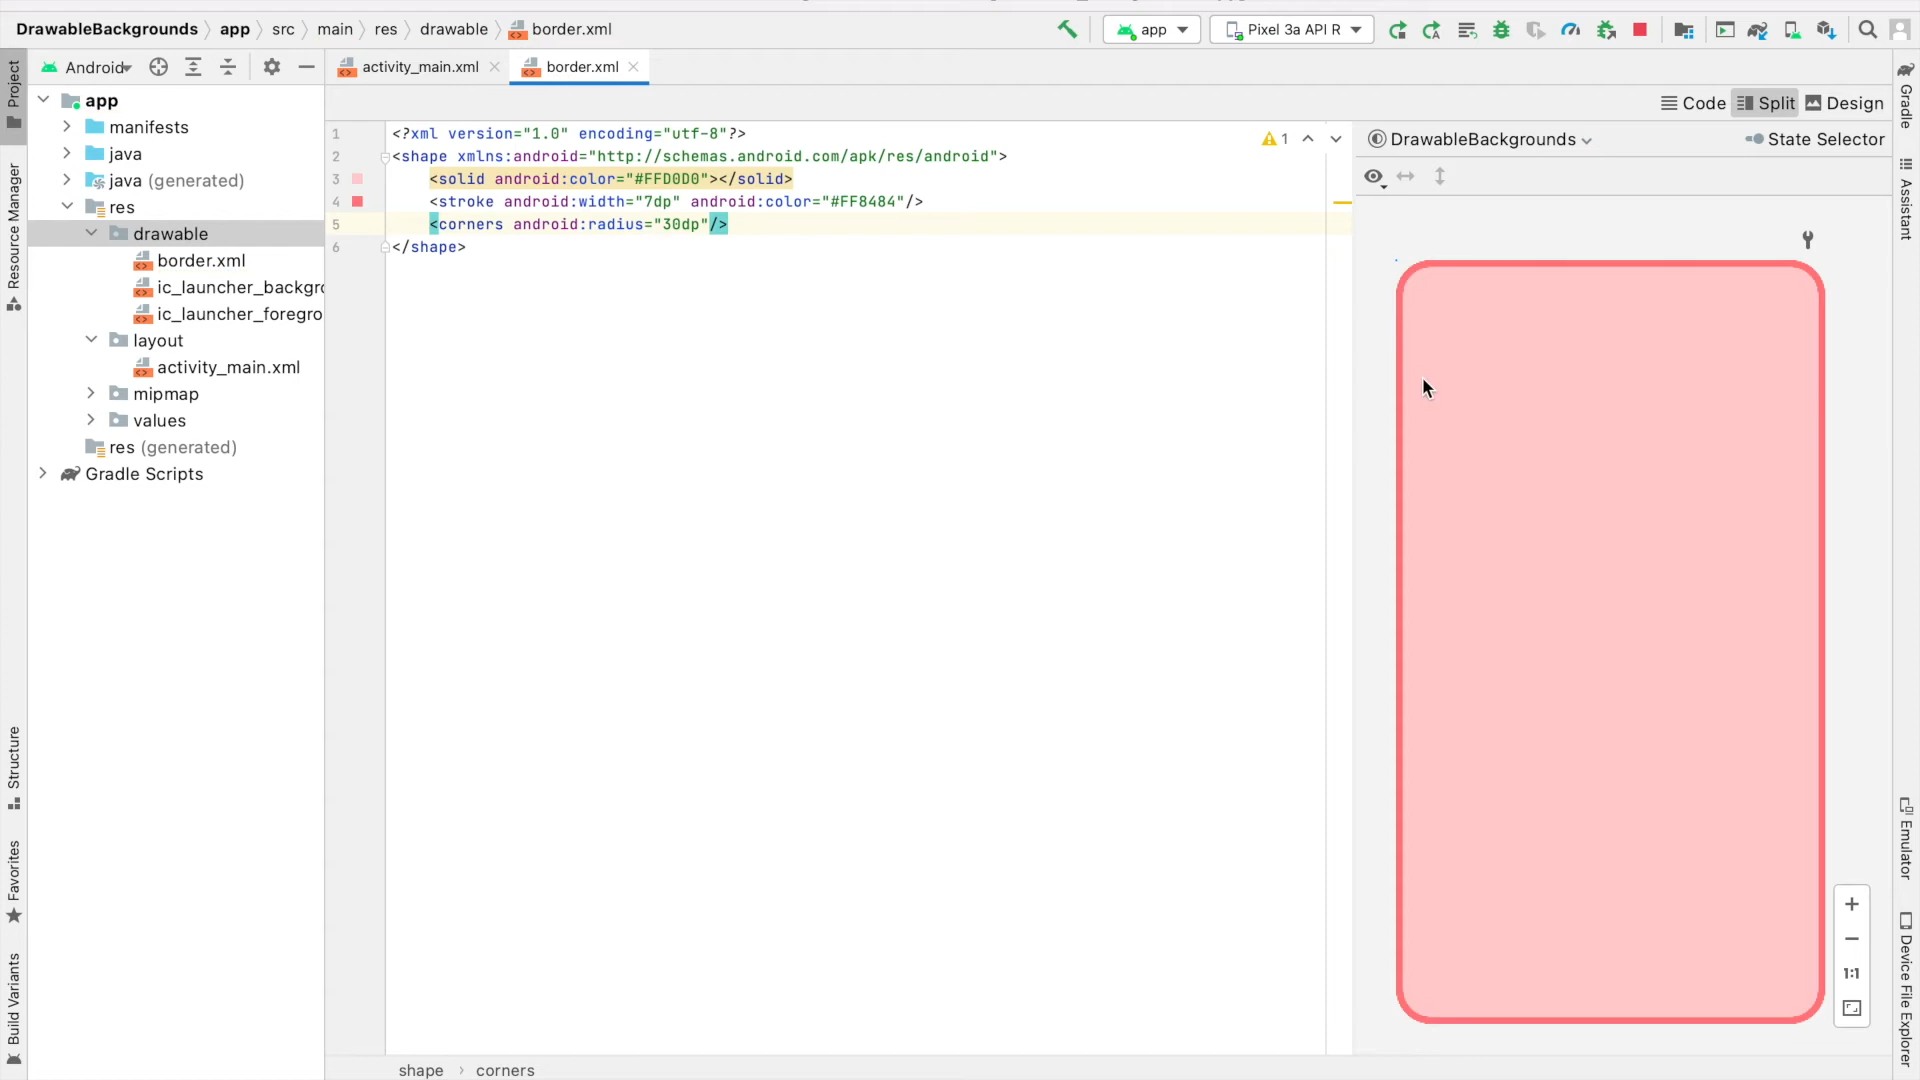 DrawableBackgrounds app src main res drawable border.xml app Pixel 3a API R
Project
Resource Manager
Structure
Favorites
Build Variants
Android
app
manifests
java
java (generated)
res
drawable
border.xml
ic_launcher_backgro
ic_launcher_foregro
layout
activity_main.xml
mipmap
values
res (generated)
Gradle Scripts
activity_main.xml border.xml
Code Split Design
1 <?xml version="1.0" encoding="utf-8"?>
2 <shape xmlns:android="http://schemas.android.com/apk/res/android">
3 <solid android:color="#FFD0D0"></solid>
4 <stroke android:width="7dp" android:color="#FF8484"/>
5 <corners android:radius="30dp"/>
6 </shape>
1
DrawableBackgrounds State Selector
1:1
shape › corners
Gradle
Assistant
Emulator
Device File Explorer